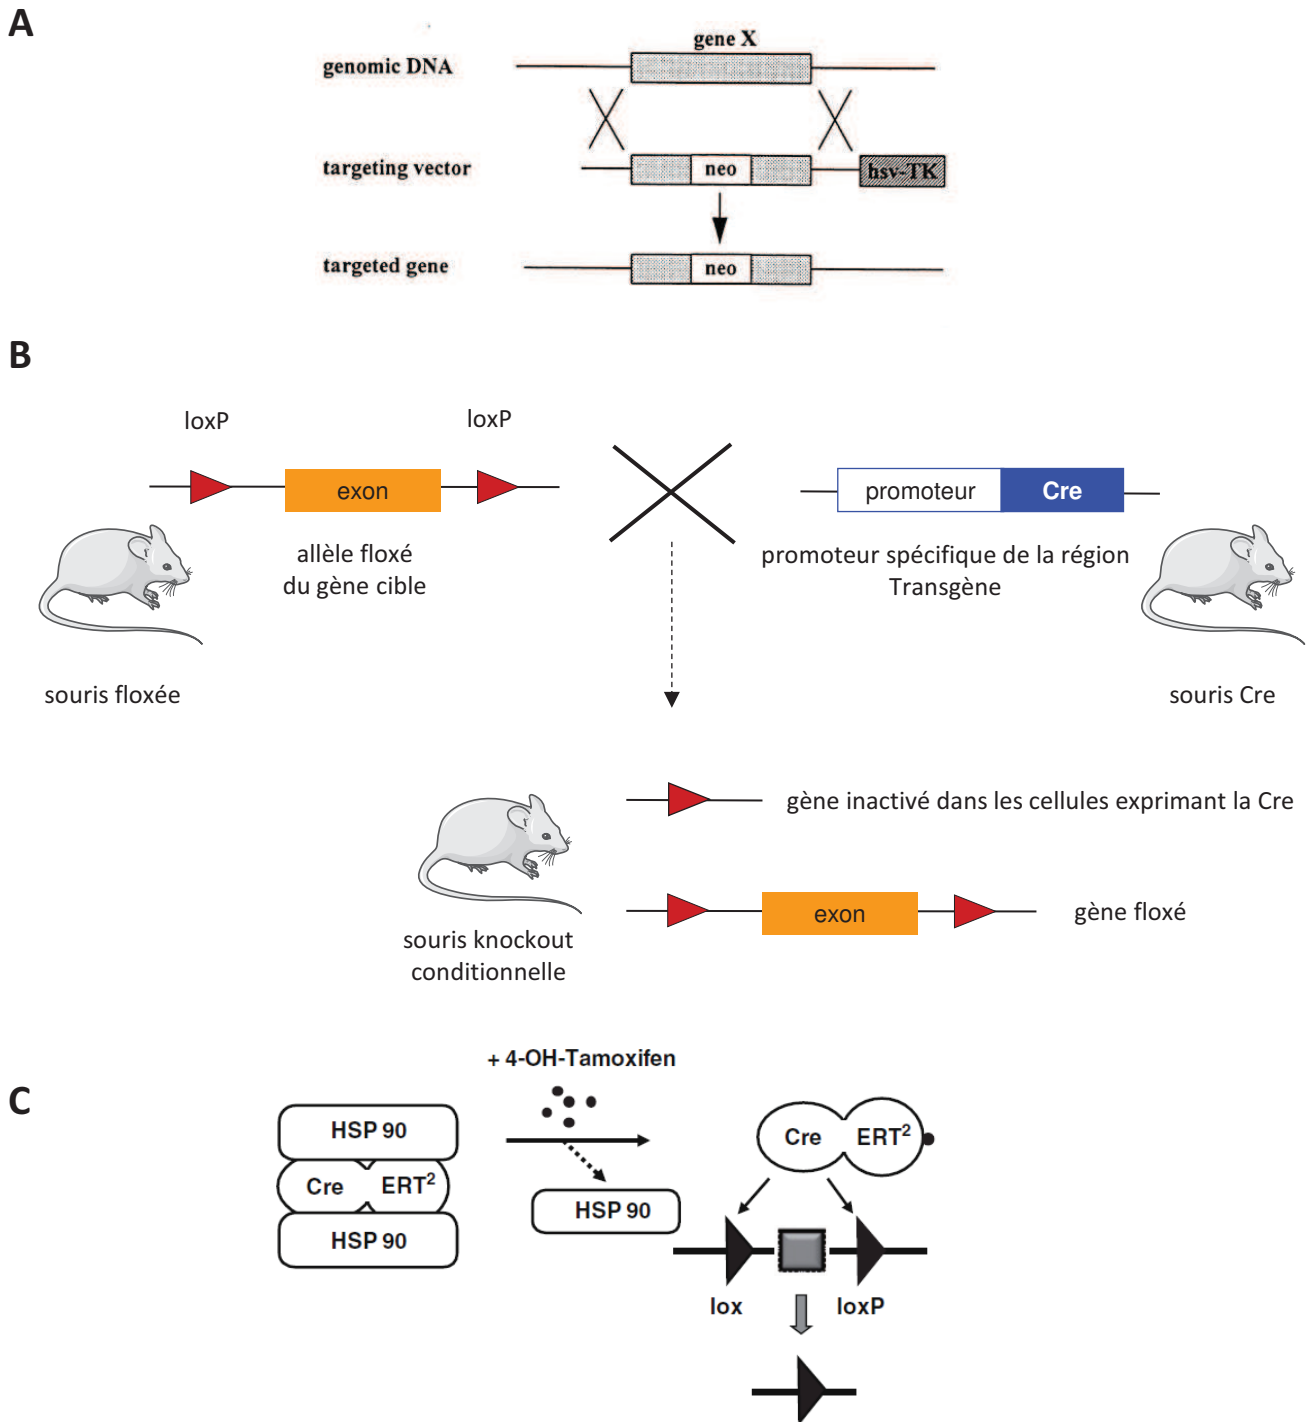 A
gene X
genomic DNA
targeting vector
neo
hsv-TK
targeted gene
neo
B
loxP
loxP
exon
promoteur
Cre
allèle floxé
du gène cible
promoteur spécifique de la région
Transgène
souris floxée
souris Cre
gène inactivé dans les cellules exprimant la Cre
exon
gène floxé
souris knockout
conditionnelle
C
+ 4-OH-Tamoxifen
HSP 90
Cre
ERT²
HSP 90
HSP 90
Cre
ERT²
lox
loxP